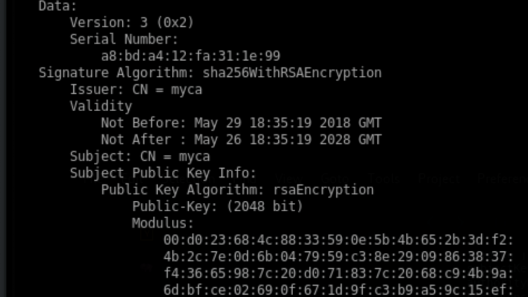 Data:
Version: 3 (0x2)
Serial Number:
a8:bd:a4:12:fa:31:1e:99
Signature Algorithm: sha256WithRSAEncryption
Issuer: CN = myca
Validity
Not Before: May 29 18:35:19 2018 GMT
Not After : May 26 18:35:19 2028 GMT
Subject: CN = myca
Subject Public Key Info:
Public Key Algorithm: rsaEncryption
Public-Key: (2048 bit)
Modulus:
00:d0:23:68:4c:88:33:59:0e:5b:4b:65:2b:3d:f2:
4b:2c:7e:0d:6b:04:79:59:c3:8e:29:09:86:38:37:
f4:36:65:98:7c:20:d0:71:83:7c:20:68:c9:4b:9a:
6d:bf:ce:02:69:0f:67:1d:9f:c3:b9:a5:9c:15:ef: